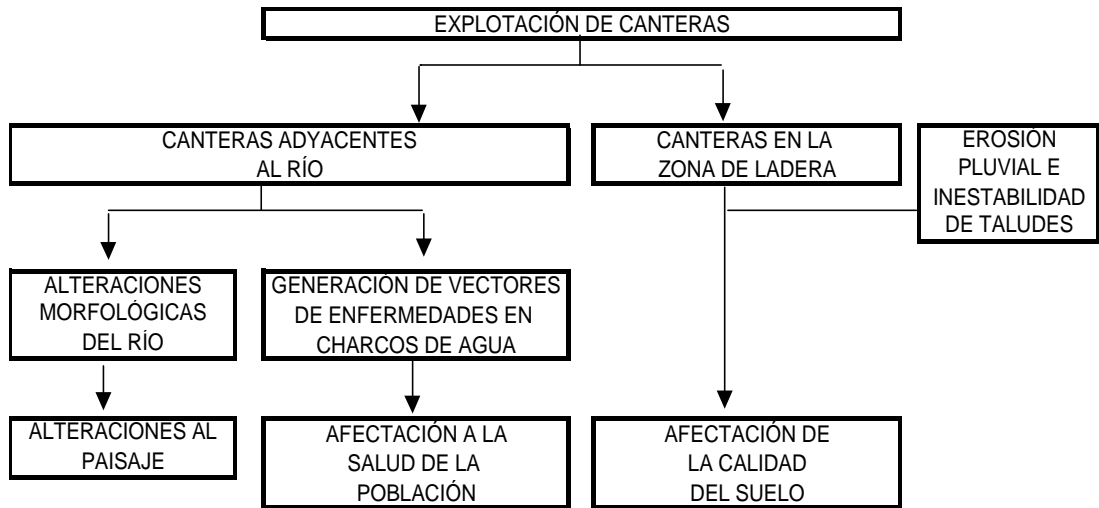 EXPLOTACIÓN DE CANTERAS
CANTERAS ADYACENTES
AL RÍO
CANTERAS EN LA
ZONA DE LADERA
EROSIÓN
PLUVIAL E
INESTABILIDAD
DE TALUDES
ALTERACIONES
MORFOLÓGICAS
DEL RÍO
GENERACIÓN DE VECTORES
DE ENFERMEDADES EN
CHARCOS DE AGUA
ALTERACIONES AL
PAISAJE
AFECTACIÓN A LA
SALUD DE LA
POBLACIÓN
AFECTACIÓN DE
LA CALIDAD
DEL SUELO